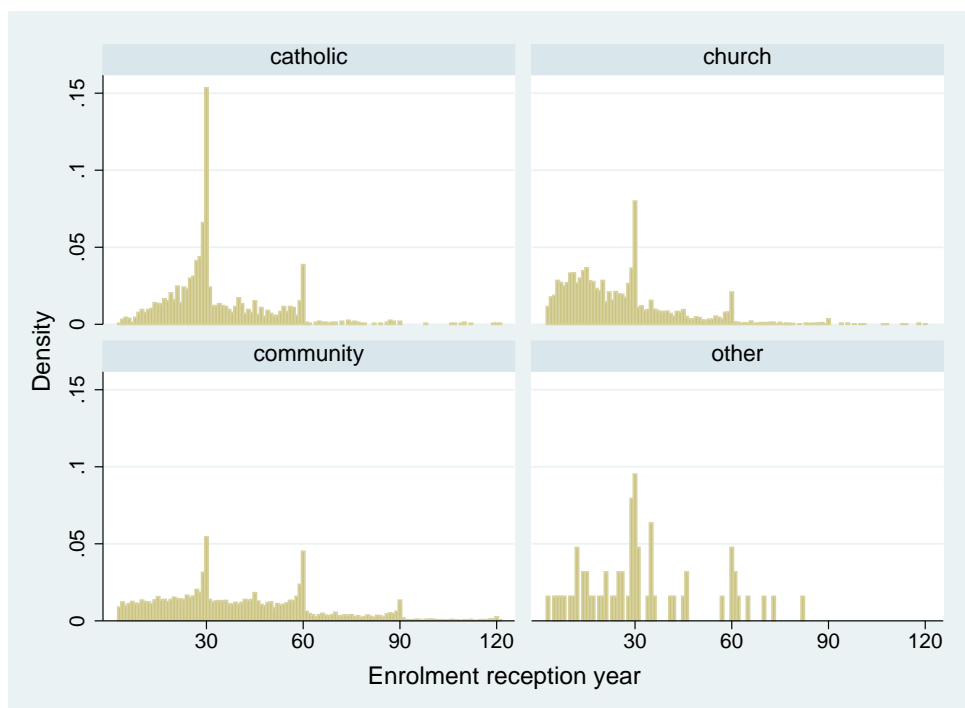 catholic
church
.15
.1
.05
0
community
other
.15
.1
.05
0
30
60
90
120
30
60
90
120
Density
Enrolment reception year